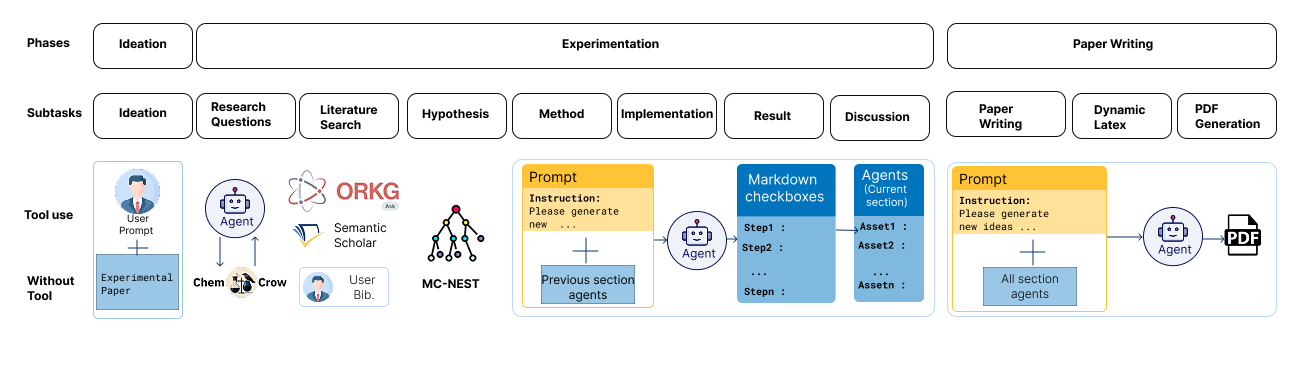 Phases
Ideation
Experimentation
Paper Writing
Subtasks
Ideation
Research
Questions
Literature
Search
Hypothesis
Method
Implementation
Result
Discussion
Paper
Writing
Dynamic
Latex
PDF
Generation
Tool use
Without
Tool
User
Prompt
Experimental
Paper
Agent
Chem
Crow
ORKG
Ask
Semantic
Scholar
User
Bib.
MC-NEST
Prompt
Instruction:
Please generate
new ...
Previous section
agents
Agent
Markdown
checkboxes
Step1 :
Step2 :
...
Stepn :
Agents
(Current
section)
Asset1 :
Asset2 :
...
Assetn :
Prompt
Instruction:
Please generate
new ideas ...
All section
agents
Agent
PDF